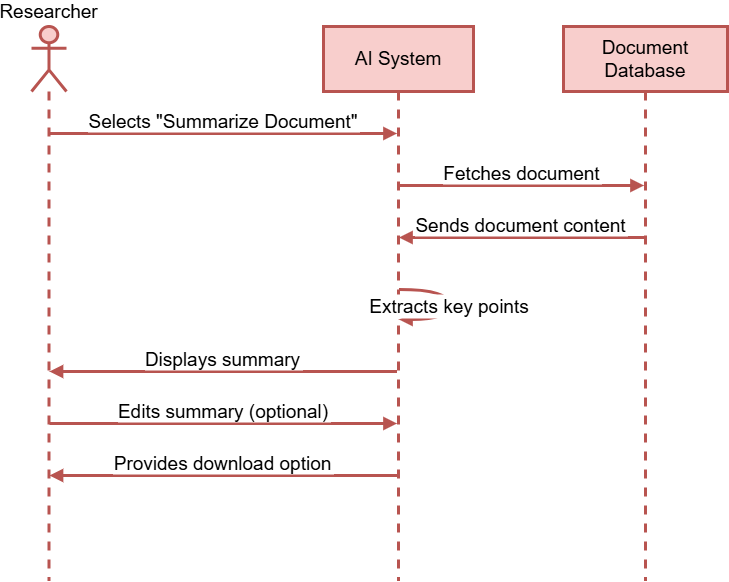 Researcher
AI System
Document
Database
Selects "Summarize Document"
Fetches document
Sends document content
Extracts key points
Displays summary
Edits summary (optional)
Provides download option